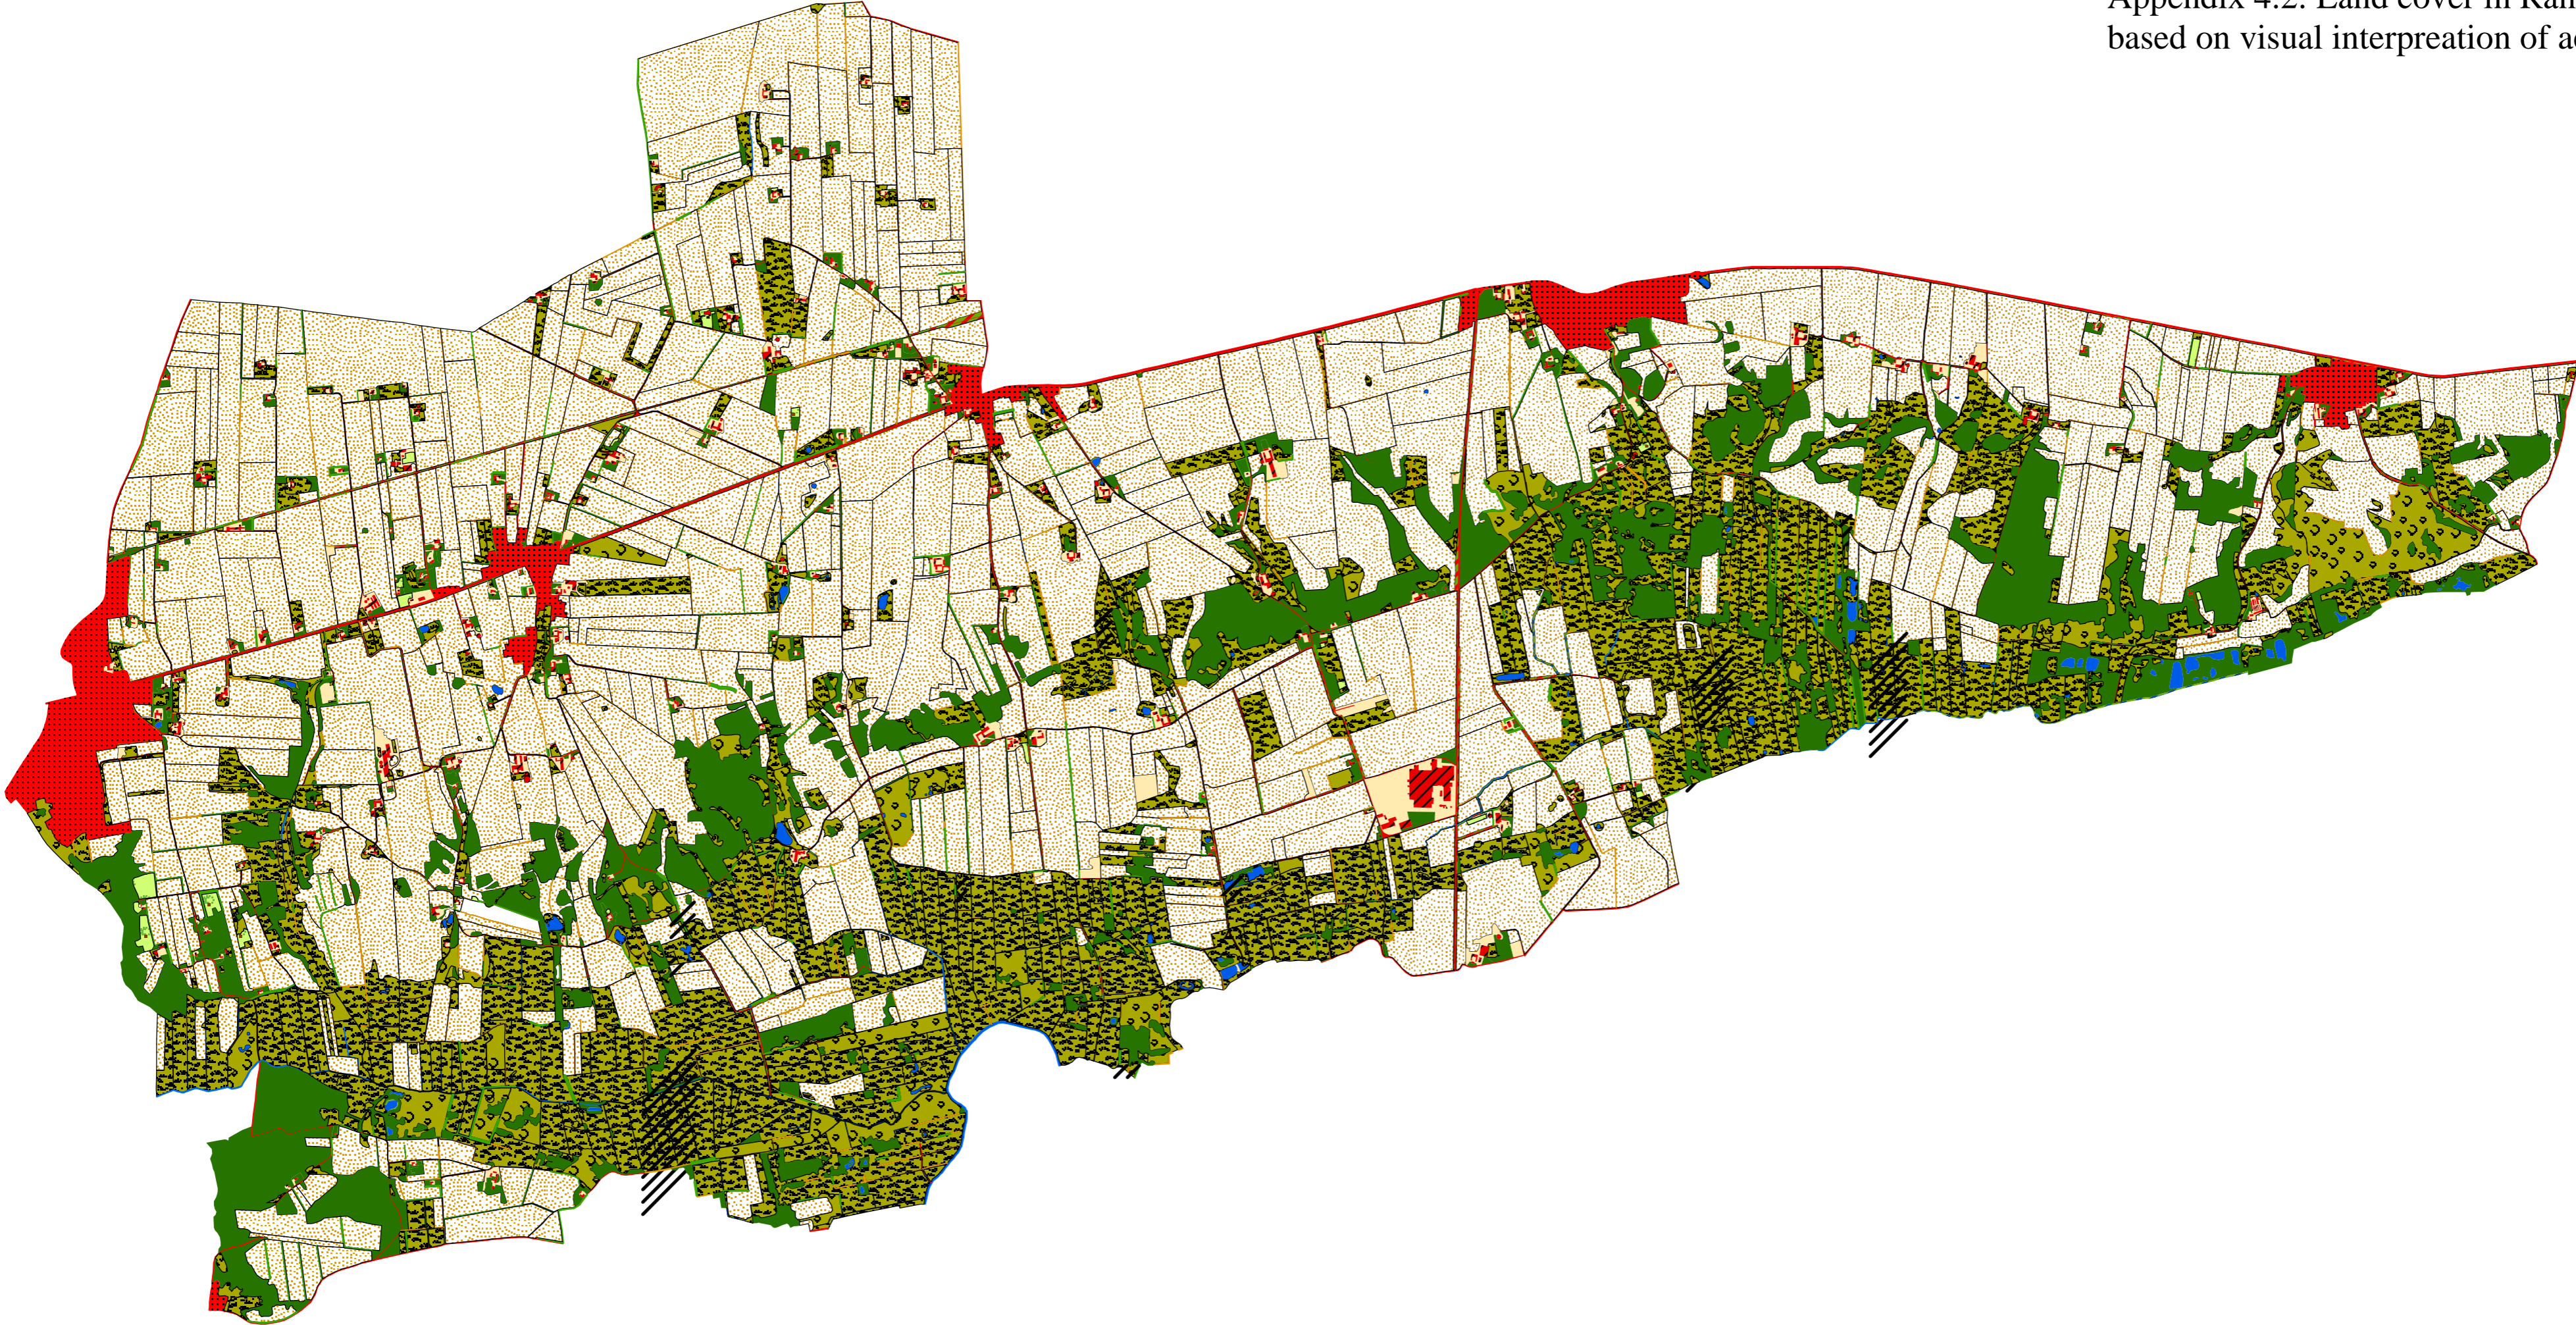 Appendix 4.2. Land cover in
based on visual interpreation of